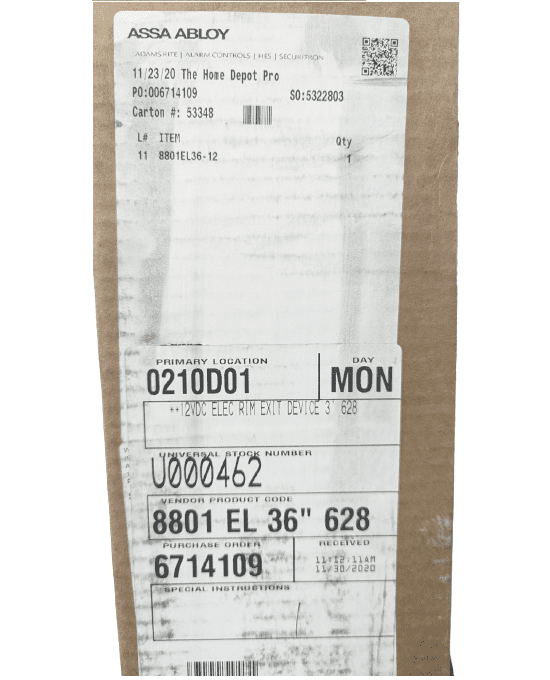 ASSA ABLOY
ADAMS RITE | ALARM CONTROLS | HES | SECURITRON
11/23/20 The Home Depot Pro
PO:006714109 SO:5322803
Carton #: 53348
L# ITEM Qty
11 8801EL36-12 1
PRIMARY LOCATION DAY
0210D01 MON
++12VDC ELEC RIM EXIT DEVICE 3' 628
UNIVERSAL STOCK NUMBER
U000462
VENDOR PRODUCT CODE
8801 EL 36" 628
PURCHASE ORDER RECEIVED
6714109 11:12:11AM
11/30/2020
SPECIAL INSTRUCTIONS